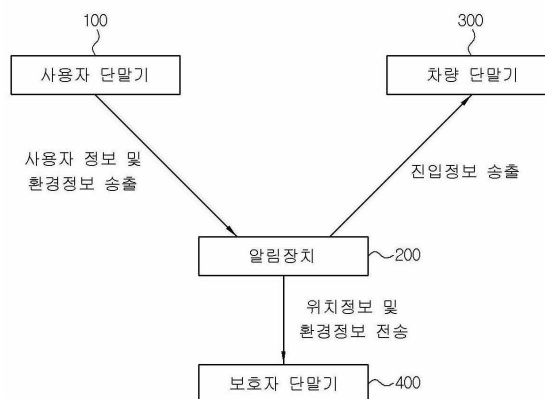 100
300
사용자 단말기
차량 단말기
사용자 정보 및
환경정보 송출
진입정보 송출
알림장치
200
위치정보 및
환경정보 전송
보호자 단말기
400